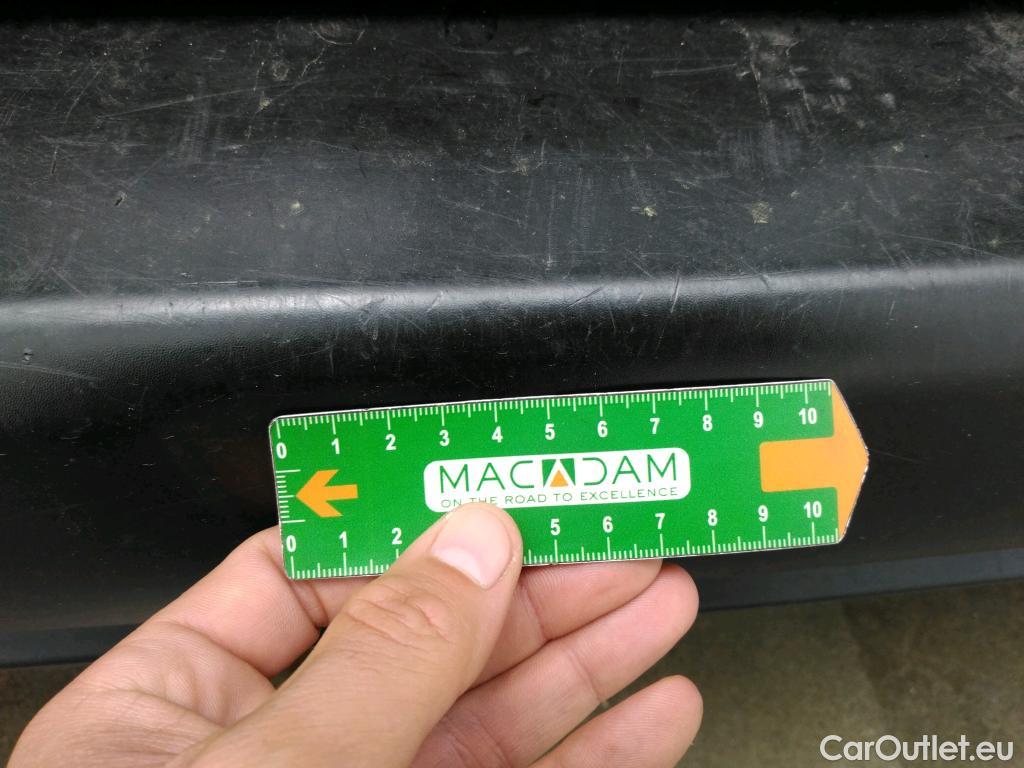 0 1 2 3 4 5 6 7 8 9 10
MACADAM
ON THE ROAD TO EXCELLENCE
0 1 2 5 6 7 8 9 10
CarOutlet.eu